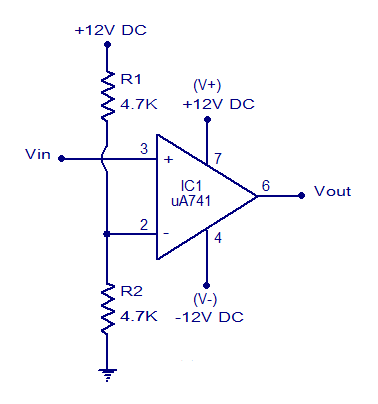 +12V DC
R1
4.7K
(V+)
+12V DC
Vin
3
+
7
IC1
uA741
6
Vout
2
-
4
R2
4.7K
(V-)
-12V DC